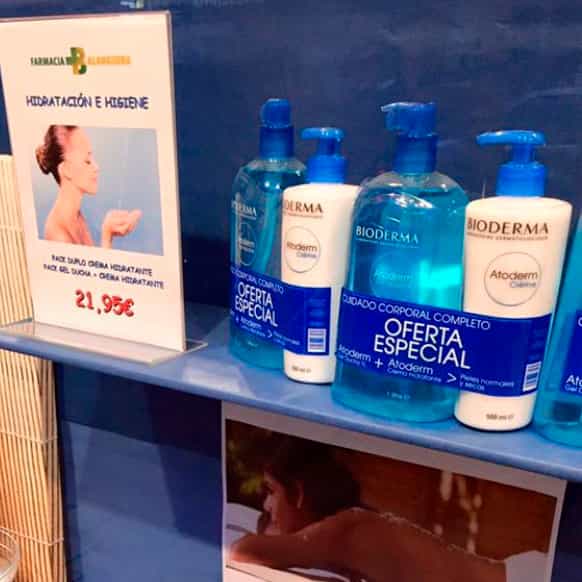 FARMACIA
HIDRATACIÓN E HIGIENE
PACK DUPLO CREMA HIDRATANTE
PACK GEL DUCHA + CREMA HIDRATANTE
21,95€
BIODERMA
OFERTA
ESPECIAL
BIODERMA
Atoderm
Crème
BIODERMA
Atoderm
CUIDADO CORPORAL COMPLETO
OFERTA
ESPECIAL
Atoderm + Atoderm > Pieles normales
Crema hidratante y secas
1 litre
BIODERMA
LABORATOIRE DERMATOLOGIQUE
Atoderm
Crème
500 ml e